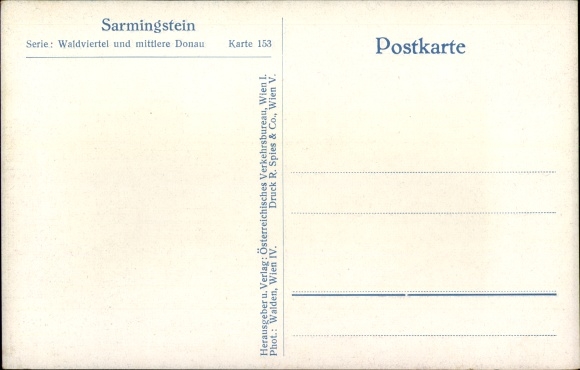 Sarmingstein
Serie: Waldviertel und mittlere Donau Karte 153
Postkarte
Herausgeber u. Verlag: Österreichisches Verkehrsbureau, Wien I.
Phot.: Walden, Wien IV. Druck R. Spies & Co., Wien V.